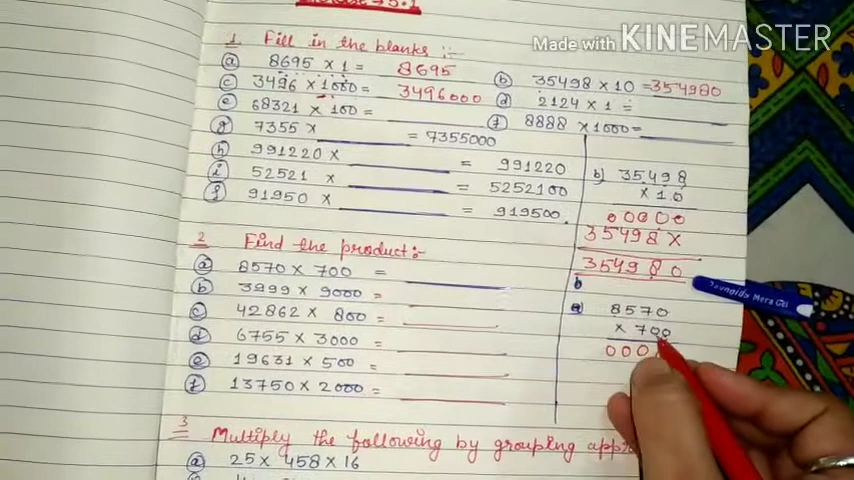 1 Fill in the blanks :-
Made with KINEMASTER
(a) 8695 × 1 = 8695
(b) 35498 × 10 = 354980
(c) 3496 × 1000 = 3496000
(d) 2124 × 1 =
(e) 68321 × 100 =
(f) 8888 × 1000 =
(g) 7355 × = 7355000
(h) 991220 × = 991220
(i) 52521 × = 5252100
91950 × = 919500.
b) 35498
× 10
00000
35498 X
354980
2 Find the product :-
(a) 8570 × 700 =
(b) 3999 × 9000 =
(c) 42862 × 800 =
(d) 6755 × 3000 =
(e) 19631 × 500 =
(f) 13750 × 2000 =
b
(a) 8570
× 700
000
3 Multiply the following by grouping
(a) 25 × 458 × 16